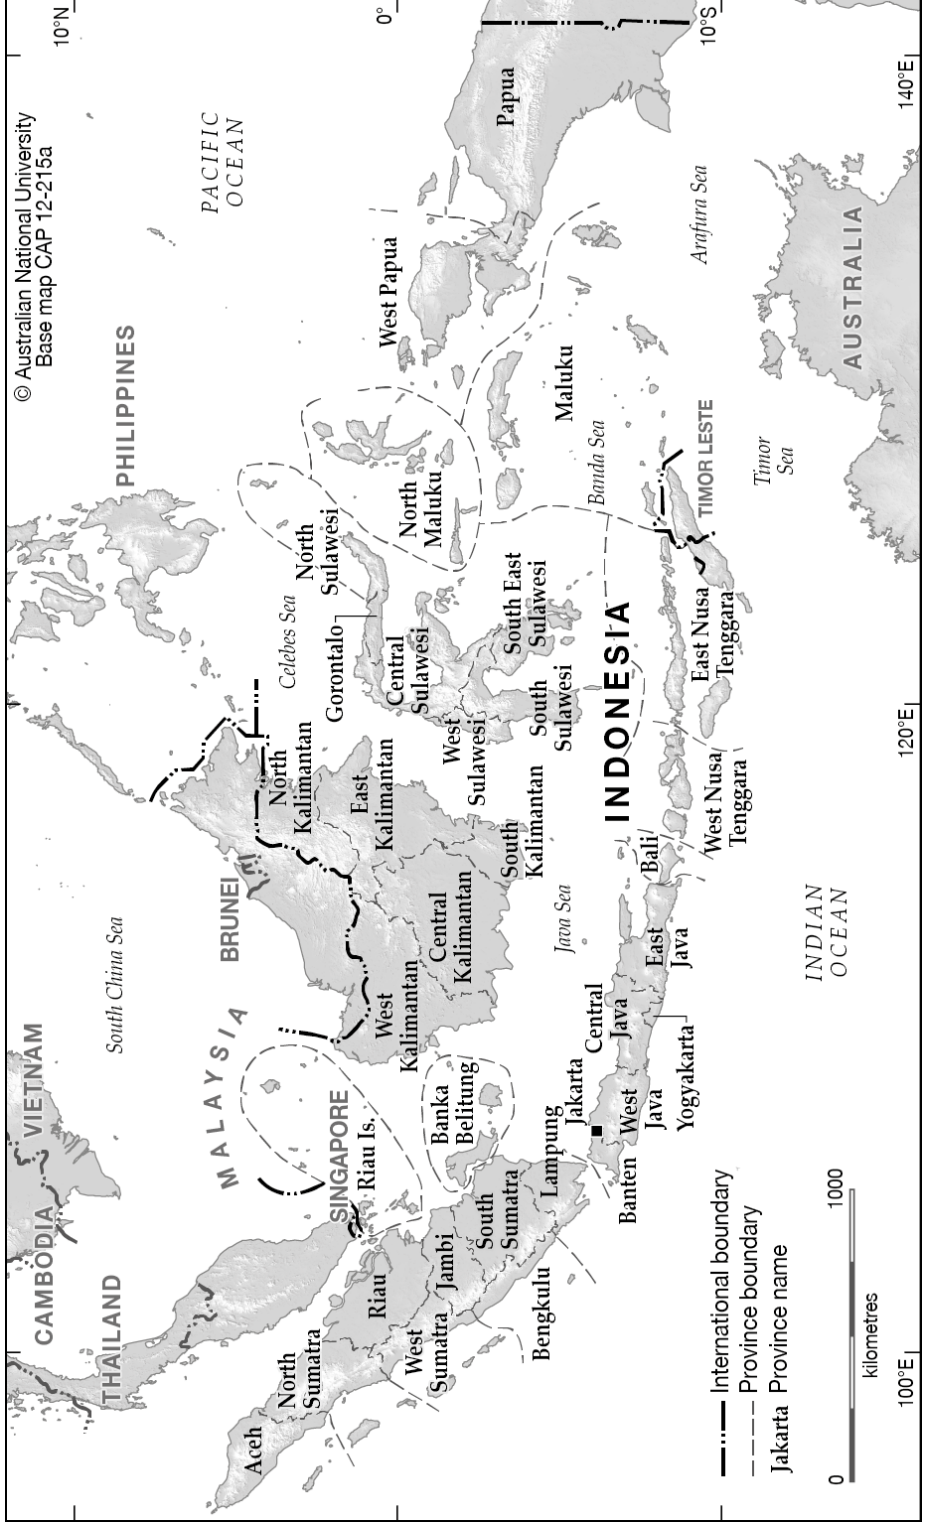 © Australian National University
Base map CAP 12-215a
10°N
0°
10°S
100°E
120°E
140°E
THAILAND
CAMBODIA
VIETNAM
South China Sea
MALAYSIA
SINGAPORE
BRUNEI
PHILIPPINES
PACIFIC
OCEAN
Celebes Sea
Aceh
North
Sumatra
Riau
Riau Is.
West
Sumatra
Jambi
Banka
Belitung
South
Sumatra
Bengkulu
Lampung
West
Kalimantan
Central
Kalimantan
North
Kalimantan
East
Kalimantan
South
Kalimantan
Gorontalo
North
Sulawesi
Central
Sulawesi
West
Sulawesi
South
Sulawesi
South East
Sulawesi
North
Maluku
Maluku
West Papua
Papua
Java Sea
Banda Sea
Arafura Sea
INDONESIA
Jakarta
Banten
West
Java
Central
Java
Yogyakarta
East
Java
Bali
West Nusa
Tenggara
East Nusa
Tenggara
TIMOR LESTE
Timor
Sea
AUSTRALIA
INDIAN
OCEAN
International boundary
Province boundary
Jakarta Province name
0 1000
kilometres